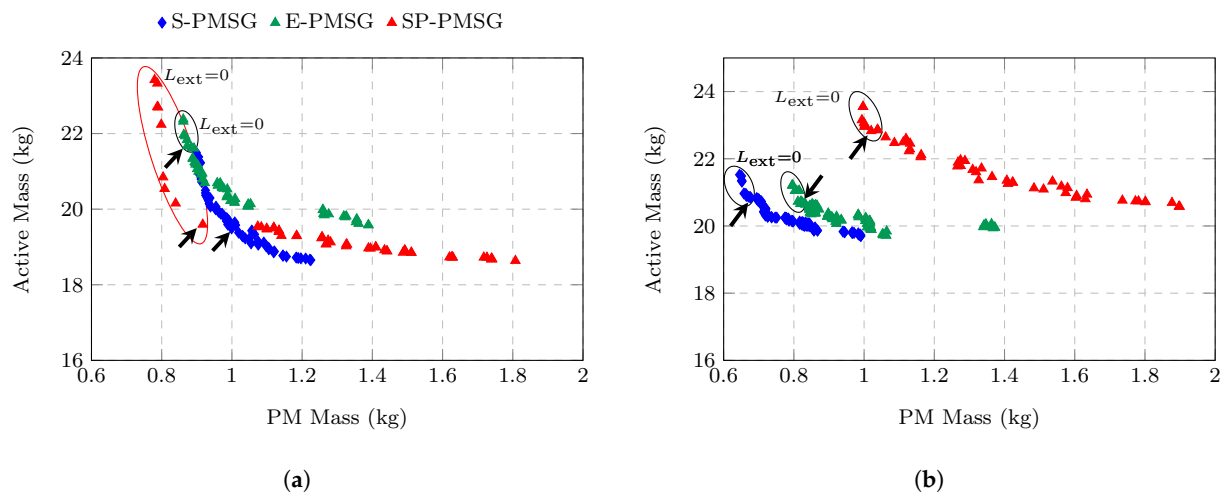 S-PMSG E-PMSG SP-PMSG
24
22
20
18
16
0.6 0.8 1 1.2 1.4 1.6 1.8 2
Active Mass (kg)
PM Mass (kg)
L_ext=0
L_ext=0
(a)
25
24
22
20
18
16
0.6 0.8 1 1.2 1.4 1.6 1.8 2
Active Mass (kg)
PM Mass (kg)
L_ext=0
L_ext=0
(b)